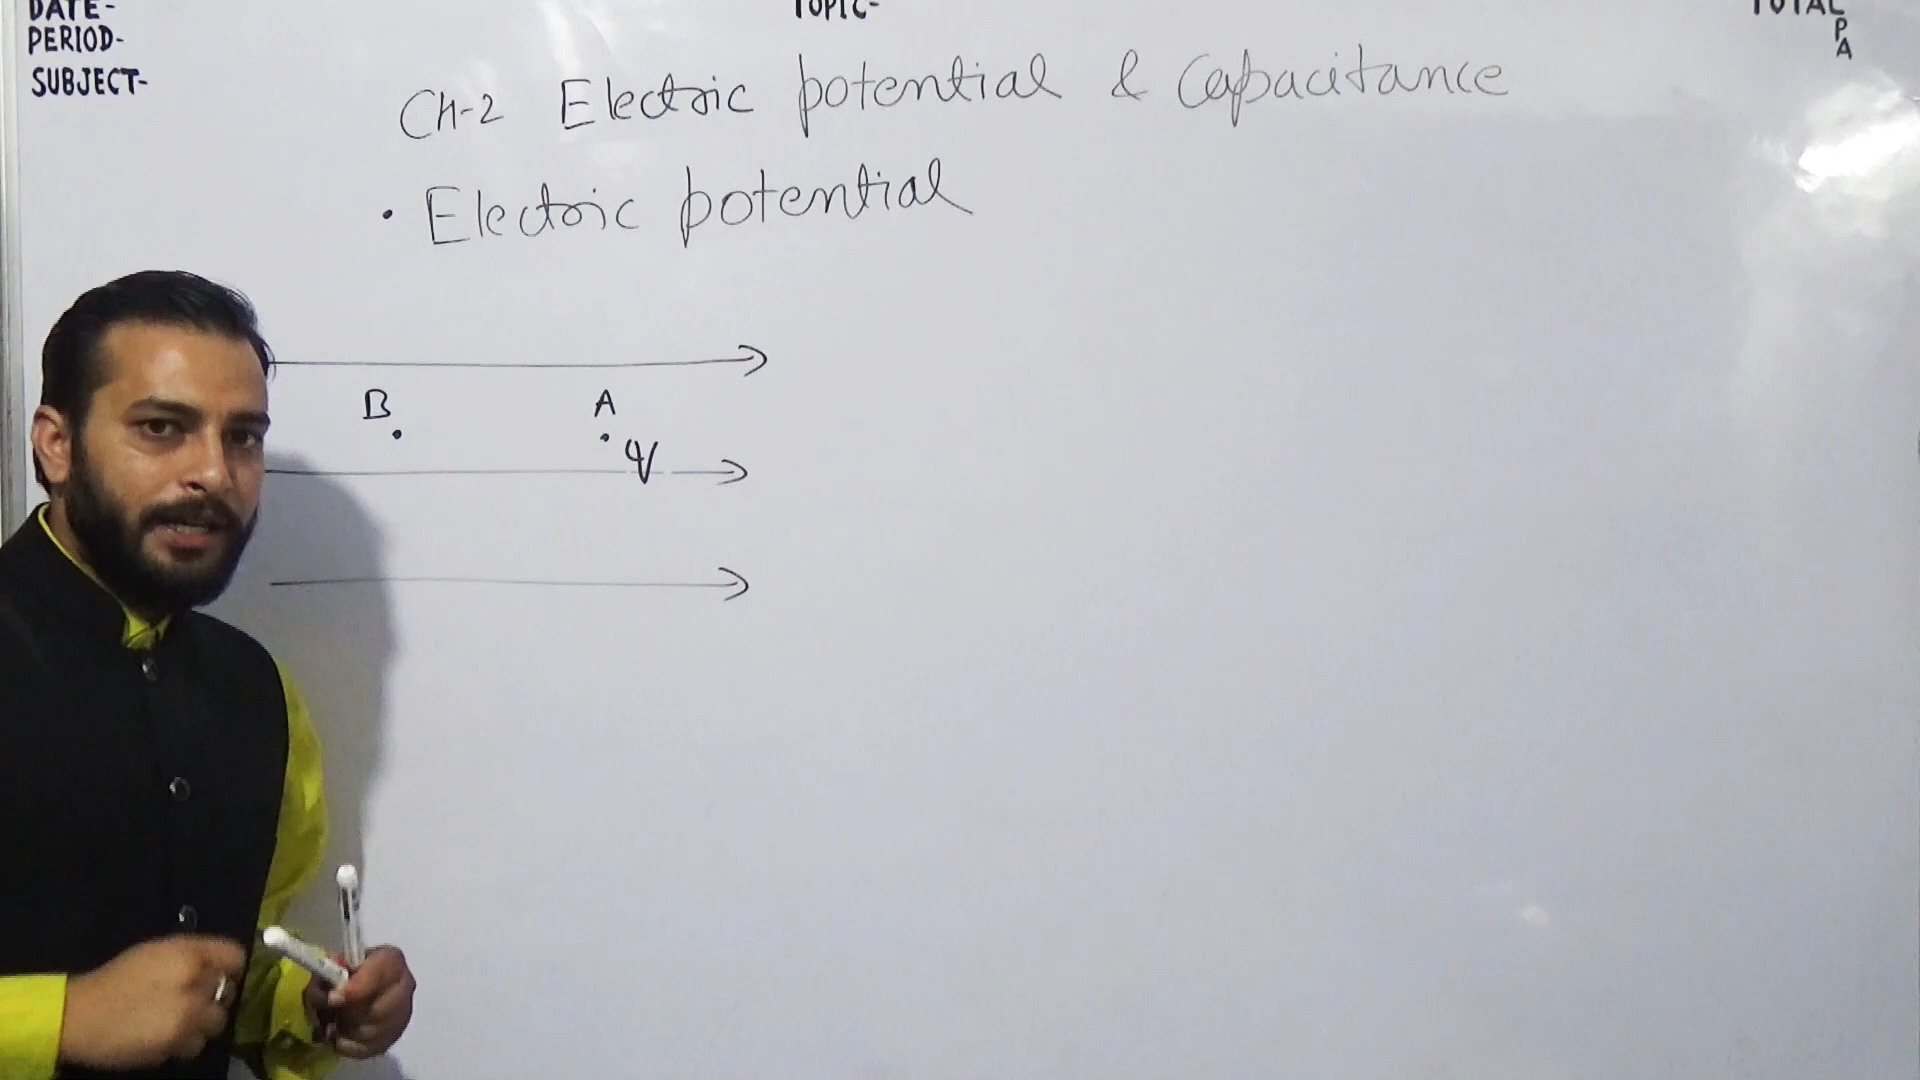 DATE-
TOPIC-
TOTAL
P
A
PERIOD-
SUBJECT-
Ch-2 Electric potential & Capacitance
• Electric potential
B
A
q